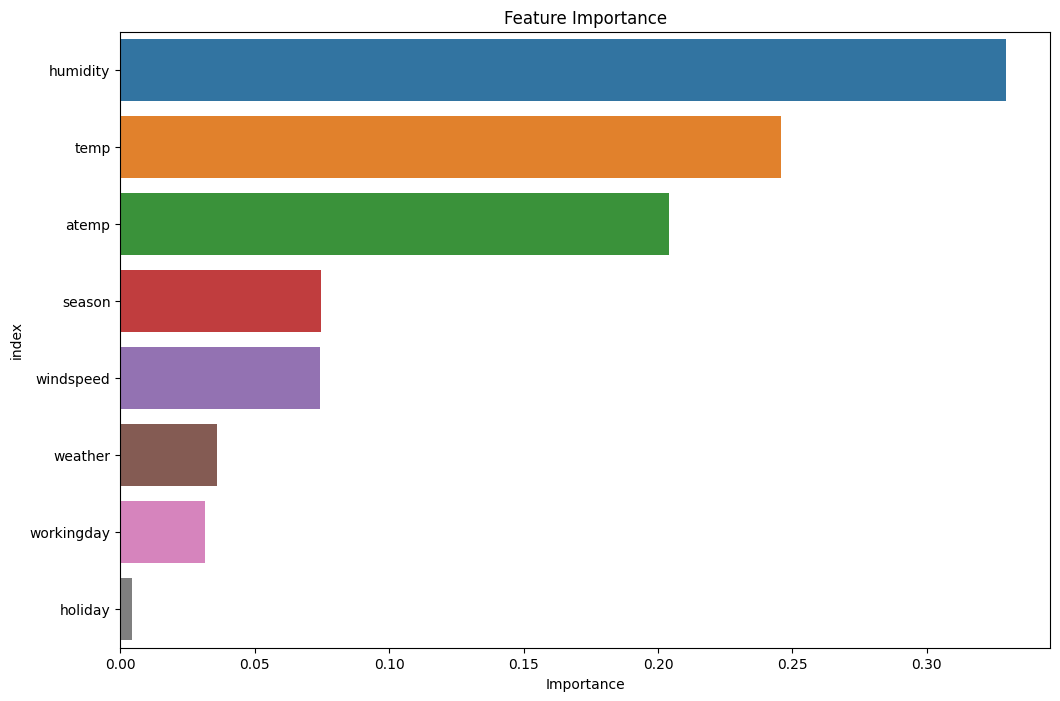 Feature Importance
humidity
temp
atemp
season
windspeed
weather
workingday
holiday
index
0.00 0.05 0.10 0.15 0.20 0.25 0.30
Importance